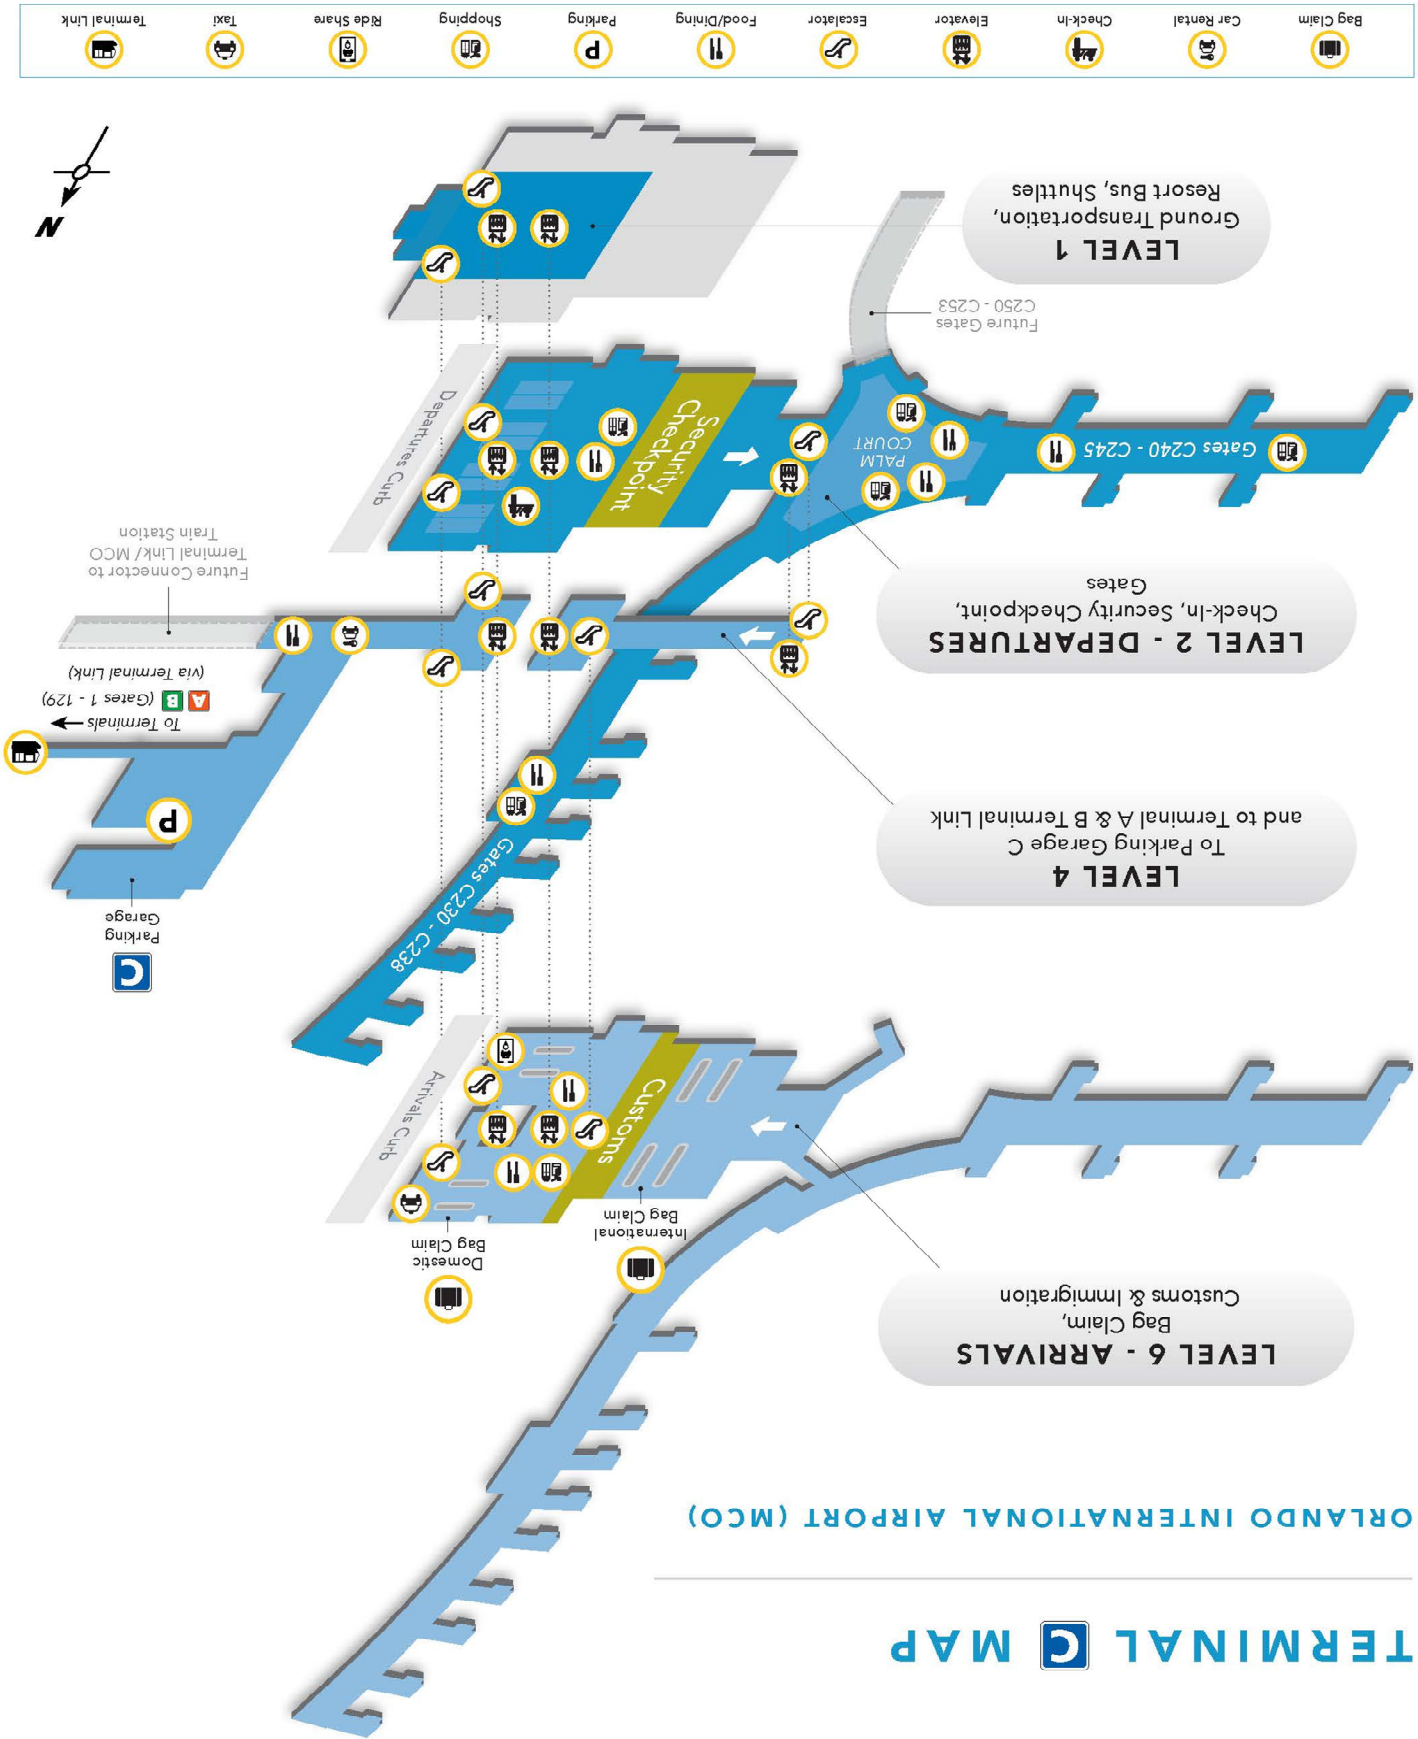 TERMINAL C MAP
ORLANDO INTERNATIONAL AIRPORT (MCO)
LEVEL 6 - ARRIVALS
Bag Claim,
Customs & Immigration
International
Bag Claim
Domestic
Bag Claim
Customs
Arrivals Curb
C
Parking
Garage
P
LEVEL 4
To Parking Garage C
and to Terminal A & B Terminal Link
Gates C230 - C238
To Terminals
A B (Gates 1 - 129)
(via Terminal Link)
LEVEL 2 - DEPARTURES
Check-In, Security Checkpoint,
Gates
Future Connector to
Terminal Link/ MCO
Train Station
Gates C240 - C245
PALM
COURT
Security
Checkpoint
Departures Curb
Future Gates
C250 - C253
LEVEL 1
Ground Transportation,
Resort Bus, Shuttles
N
P
Bag Claim
Car Rental
Check-In
Elevator
Escalator
Food/Dining
Parking
Shopping
Ride Share
Taxi
Terminal Link